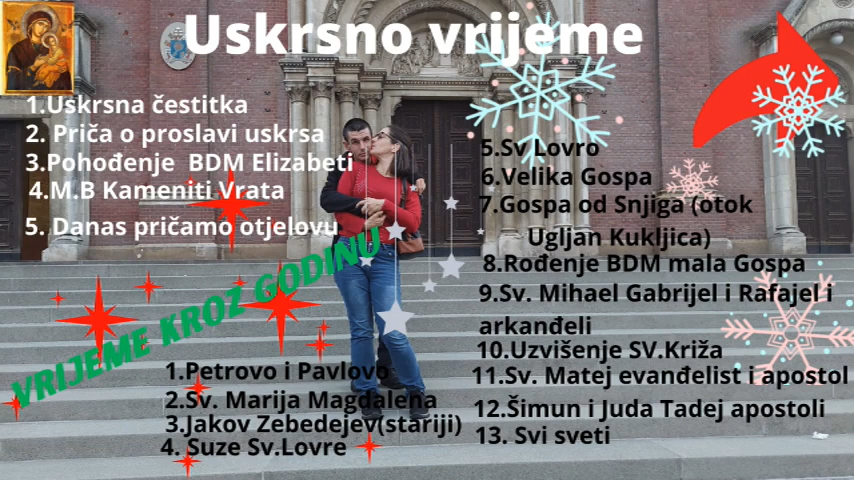 Uskrsno vrijeme
1.Uskrsna čestitka
2. Priča o proslavi uskrsa
3.Pohođenje BDM Elizabeti
4.M.B Kameniti Vrata
5. Danas pričamo otjelovu
VRIJEME KROZ GODINU
1.Petrovo i Pavlovo
2.Sv. Marija Magdalena
3.Jakov Zebedejev(stariji)
4. Suze Sv.Lovre
5.Sv Lovro
6.Velika Gospa
7.Gospa od Snjiga (otok
Ugljan Kukljica)
8.Rođenje BDM mala Gospa
9.Sv. Mihael Gabrijel i Rafajel i
arkanđeli
10.Uzvišenje SV.Križa
11.Sv. Matej evanđelist i apostol
12.Šimun i Juda Tadej apostoli
13. Svi sveti